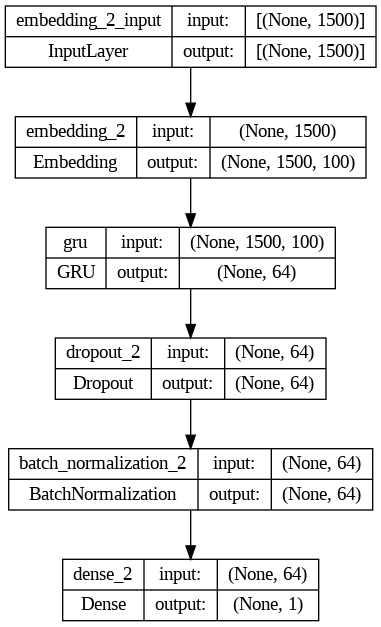 embedding_2_input input: [(None, 1500)]
InputLayer output: [(None, 1500)]
embedding_2 input: (None, 1500)
Embedding output: (None, 1500, 100)
gru input: (None, 1500, 100)
GRU output: (None, 64)
dropout_2 input: (None, 64)
Dropout output: (None, 64)
batch_normalization_2 input: (None, 64)
BatchNormalization output: (None, 64)
dense_2 input: (None, 64)
Dense output: (None, 1)